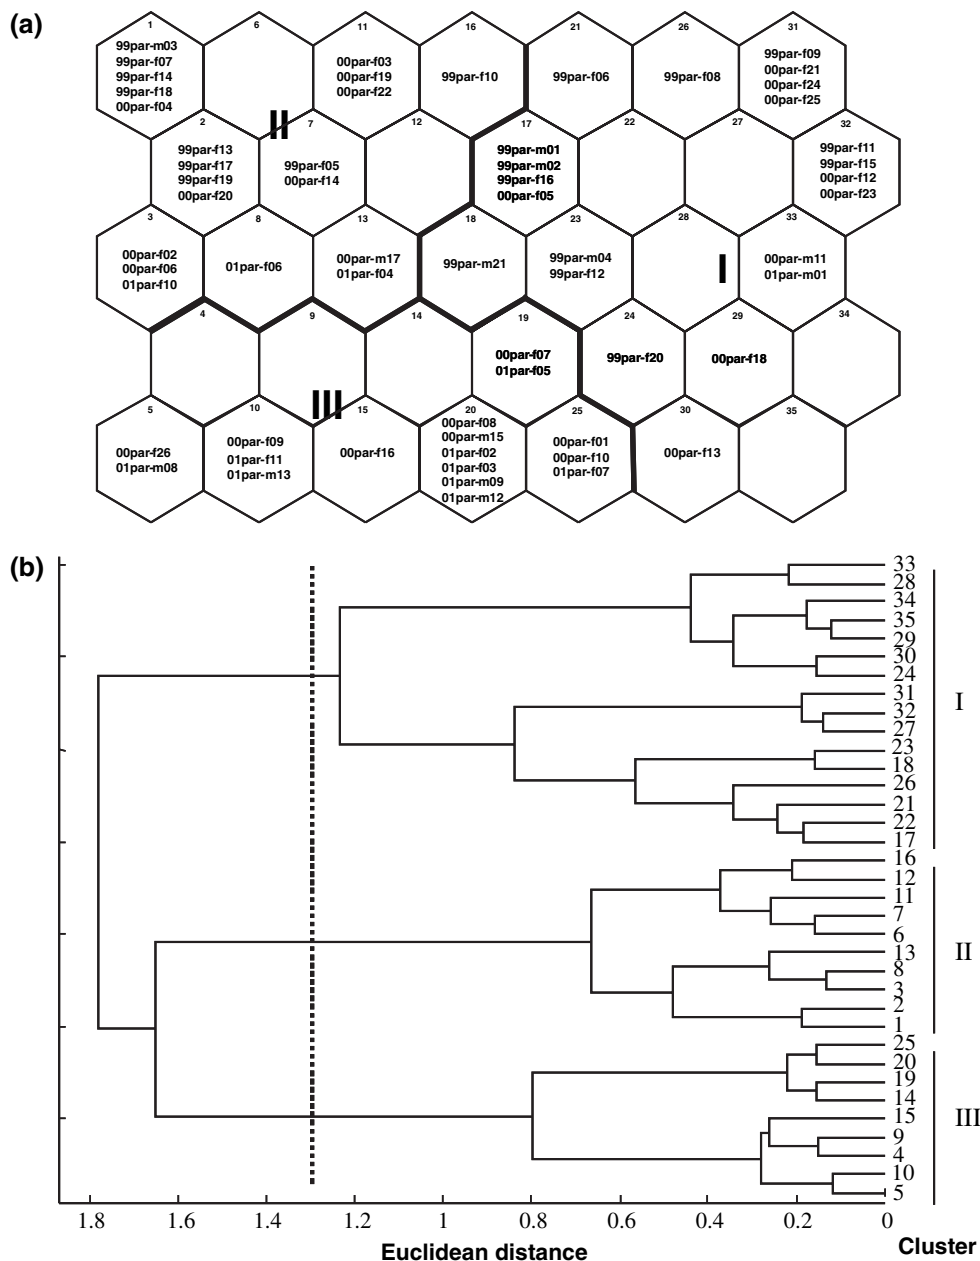 (a)
1
6
11
16
21
26
31
99par-m03
99par-f07
99par-f14
99par-f18
00par-f04
00par-f03
00par-f19
00par-f22
99par-f10
99par-f06
99par-f08
99par-f09
00par-f21
00par-f24
00par-f25
II
2
7
12
17
22
27
32
99par-f13
99par-f17
99par-f19
00par-f20
99par-f05
00par-f14
99par-m01
99par-m02
99par-f16
00par-f05
99par-f11
99par-f15
00par-f12
00par-f23
3
8
13
18
23
28
33
00par-f02
00par-f06
01par-f10
01par-f06
00par-m17
01par-f04
99par-m21
99par-m04
99par-f12
I
00par-m11
01par-m01
4
9
14
19
24
29
34
00par-f07
01par-f05
99par-f20
00par-f18
III
5
10
15
20
25
30
35
00par-f26
01par-m08
00par-f09
01par-f11
01par-m13
00par-f16
00par-f08
00par-m15
01par-f02
01par-f03
01par-m09
01par-m12
00par-f01
00par-f10
01par-f07
00par-f13
(b)
33
28
34
35
29
30
24
31
32
27
23
18
26
21
22
17
I
16
12
11
7
6
13
8
3
2
1
II
25
20
19
14
15
9
4
10
5
III
1.8 1.6 1.4 1.2 1 0.8 0.6 0.4 0.2 0
Euclidean distance
Cluster